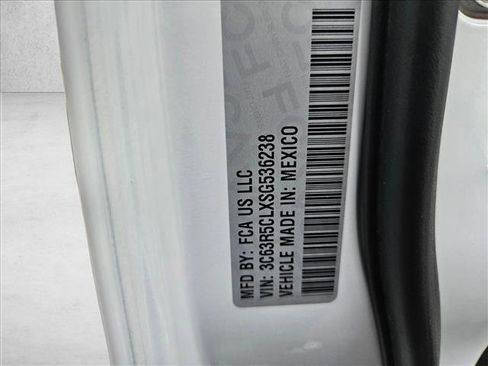 MFD BY: FCA US LLC
VIN: 3C63R5CLXSG536238
VEHICLE MADE IN: MEXICO